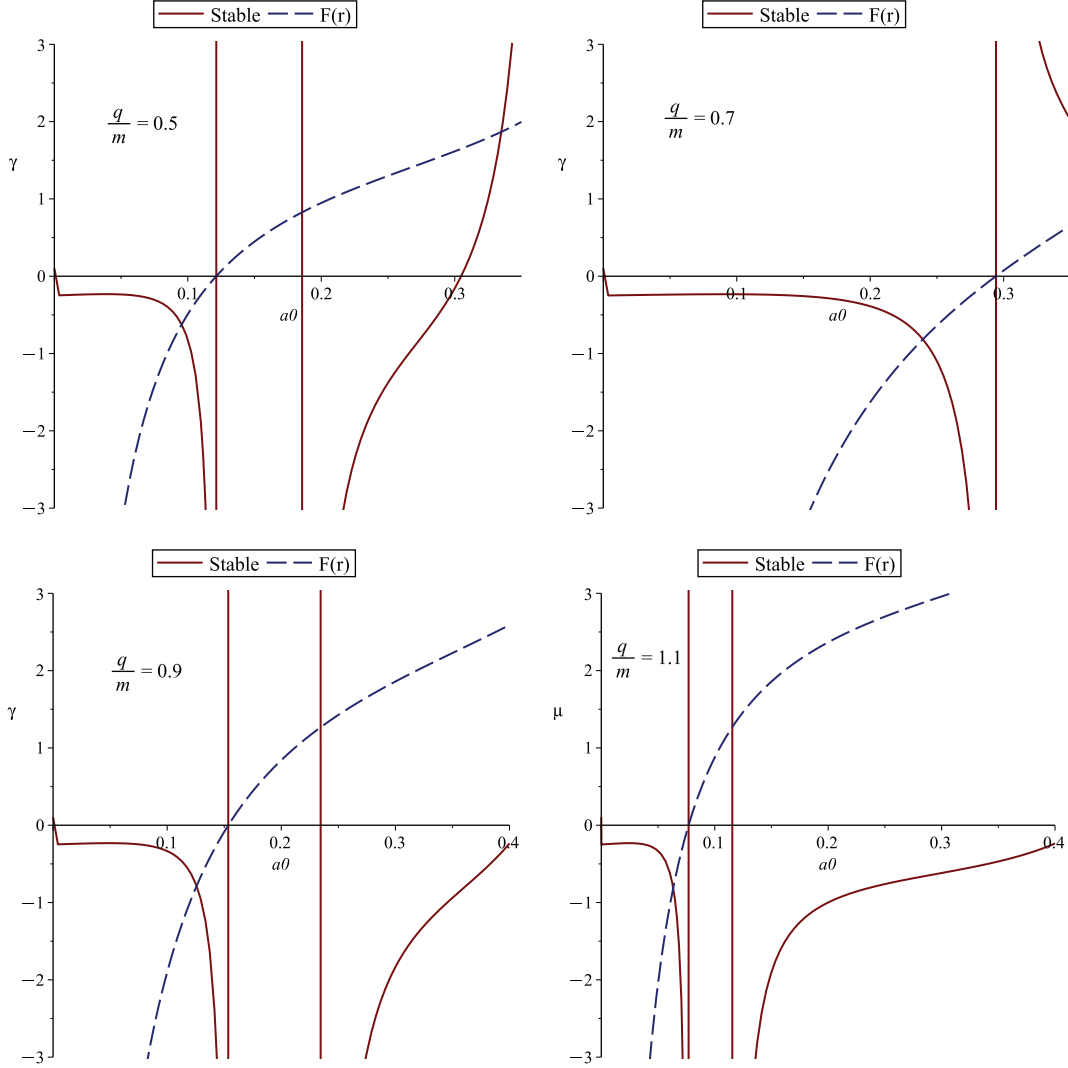 Stable F(r)
3
2
1
0
−1
−2
−3
γ
q/m = 0.5
0.1 0.2 0.3
a0
Stable F(r)
3
2
1
0
−1
−2
−3
γ
q/m = 0.7
0.1 0.2 0.3
a0
Stable F(r)
3
2
1
0
−1
−2
−3
γ
q/m = 0.9
0.1 0.2 0.3 0.4
a0
Stable F(r)
3
2
1
0
−1
−2
−3
μ
q/m = 1.1
0.1 0.2 0.3 0.4
a0